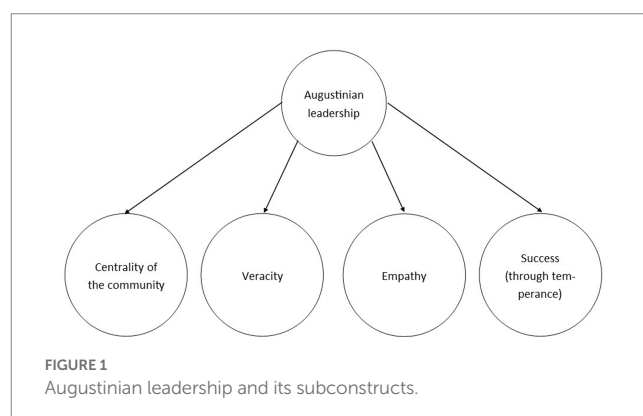 Augustinian
leadership
Centrality of
the community
Veracity
Empathy
Success
(through tem-
perance)
FIGURE 1
Augustinian leadership and its subconstructs.